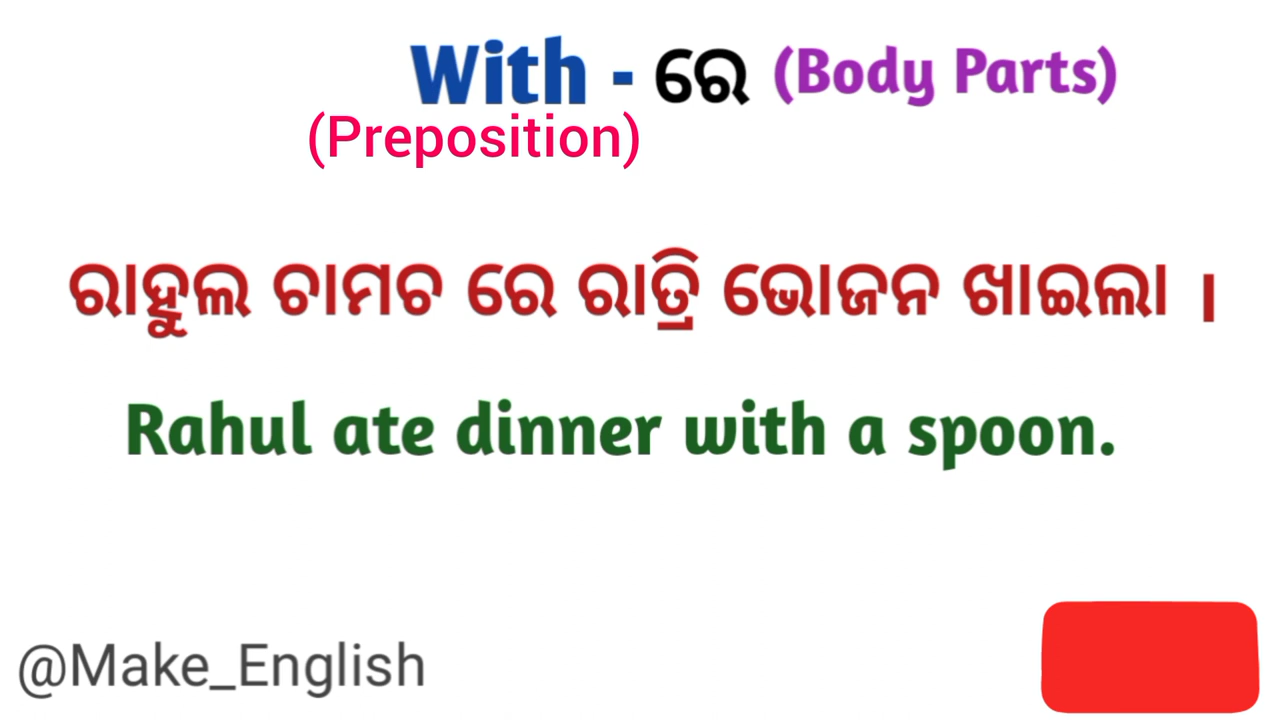 With - ରେ (Body Parts)
(Preposition)
ରାହୁଲ ଚାମଚ ରେ ରାତ୍ରି ଭୋଜନ ଖାଇଲା ।
Rahul ate dinner with a spoon.
@Make_English